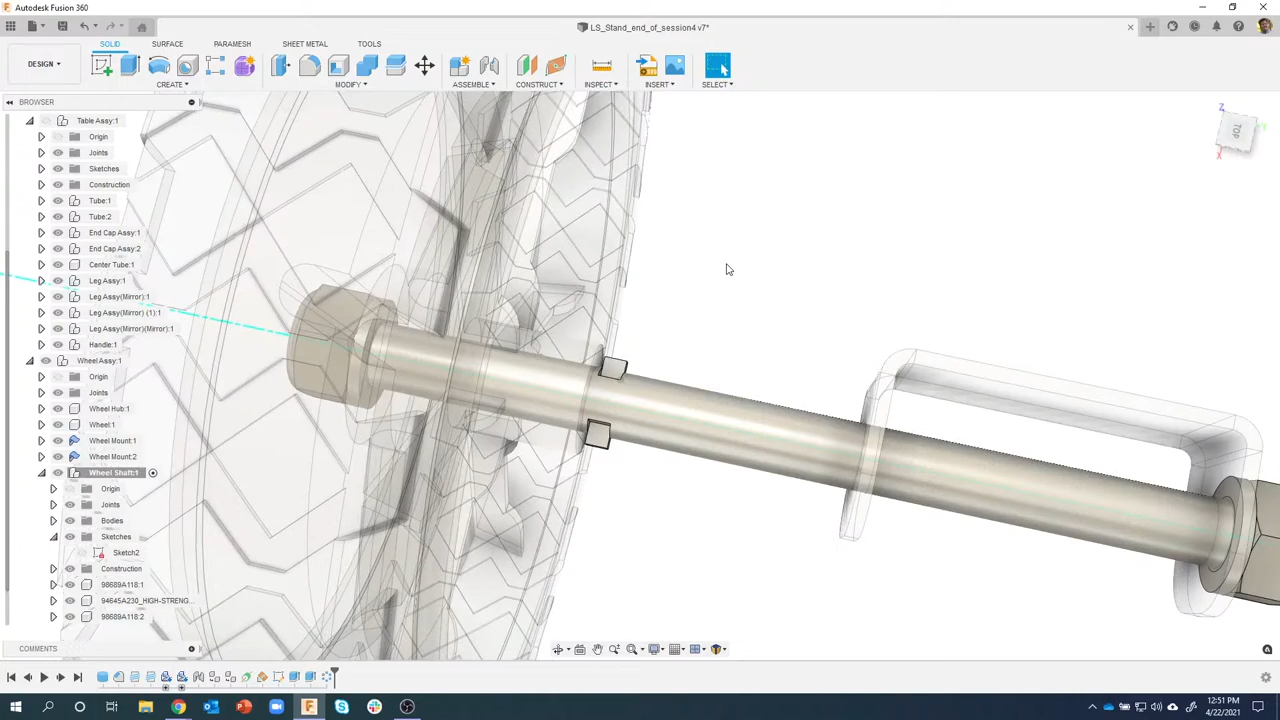 Autodesk Fusion 360
LS_Stand_end_of_session4 v7*
DESIGN
SOLID
SURFACE
PARAMESH
SHEET METAL
TOOLS
CREATE
MODIFY
ASSEMBLE
CONSTRUCT
INSPECT
INSERT
SELECT
BROWSER
Table Assy:1
Origin
Joints
Sketches
Construction
Tube:1
Tube:2
End Cap Assy:1
End Cap Assy:2
Center Tube:1
Leg Assy:1
Leg Assy(Mirror):1
Leg Assy(Mirror) (1):1
Leg Assy(Mirror)(Mirror):1
Handle:1
Wheel Assy:1
Origin
Joints
Wheel Hub:1
Wheel:1
Wheel Mount:1
Wheel Mount:2
Wheel Shaft:1
Origin
Joints
Bodies
Sketches
Sketch2
Construction
98689A118:1
94645A230_HIGH-STRENG...
98689A118:2
COMMENTS
Z
Y
TOP
X
12:51 PM
4/22/2021